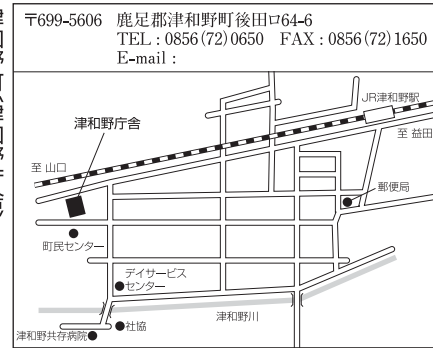 〒699-5606 鹿足郡津和野町後田ロ64-6
TEL : 0856(72)0650 FAX : 0856(72)1650
E-mail :
JR津和野駅
津和野庁舎
至 益田
至 山口
郵便局
町民センター
デイサービス
センター
津和野川
社協
津和野共存病院